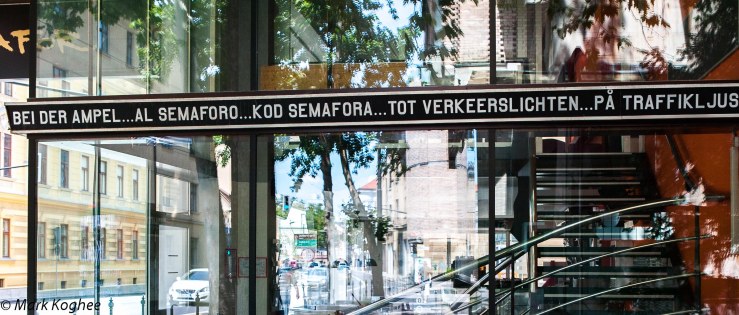 BEI DER AMPEL...AL SEMAFORO...KOD SEMAFORA...TOT VERKEERSLICHTEN...PÅ TRAFFIKLJUS
© Mark Koghee